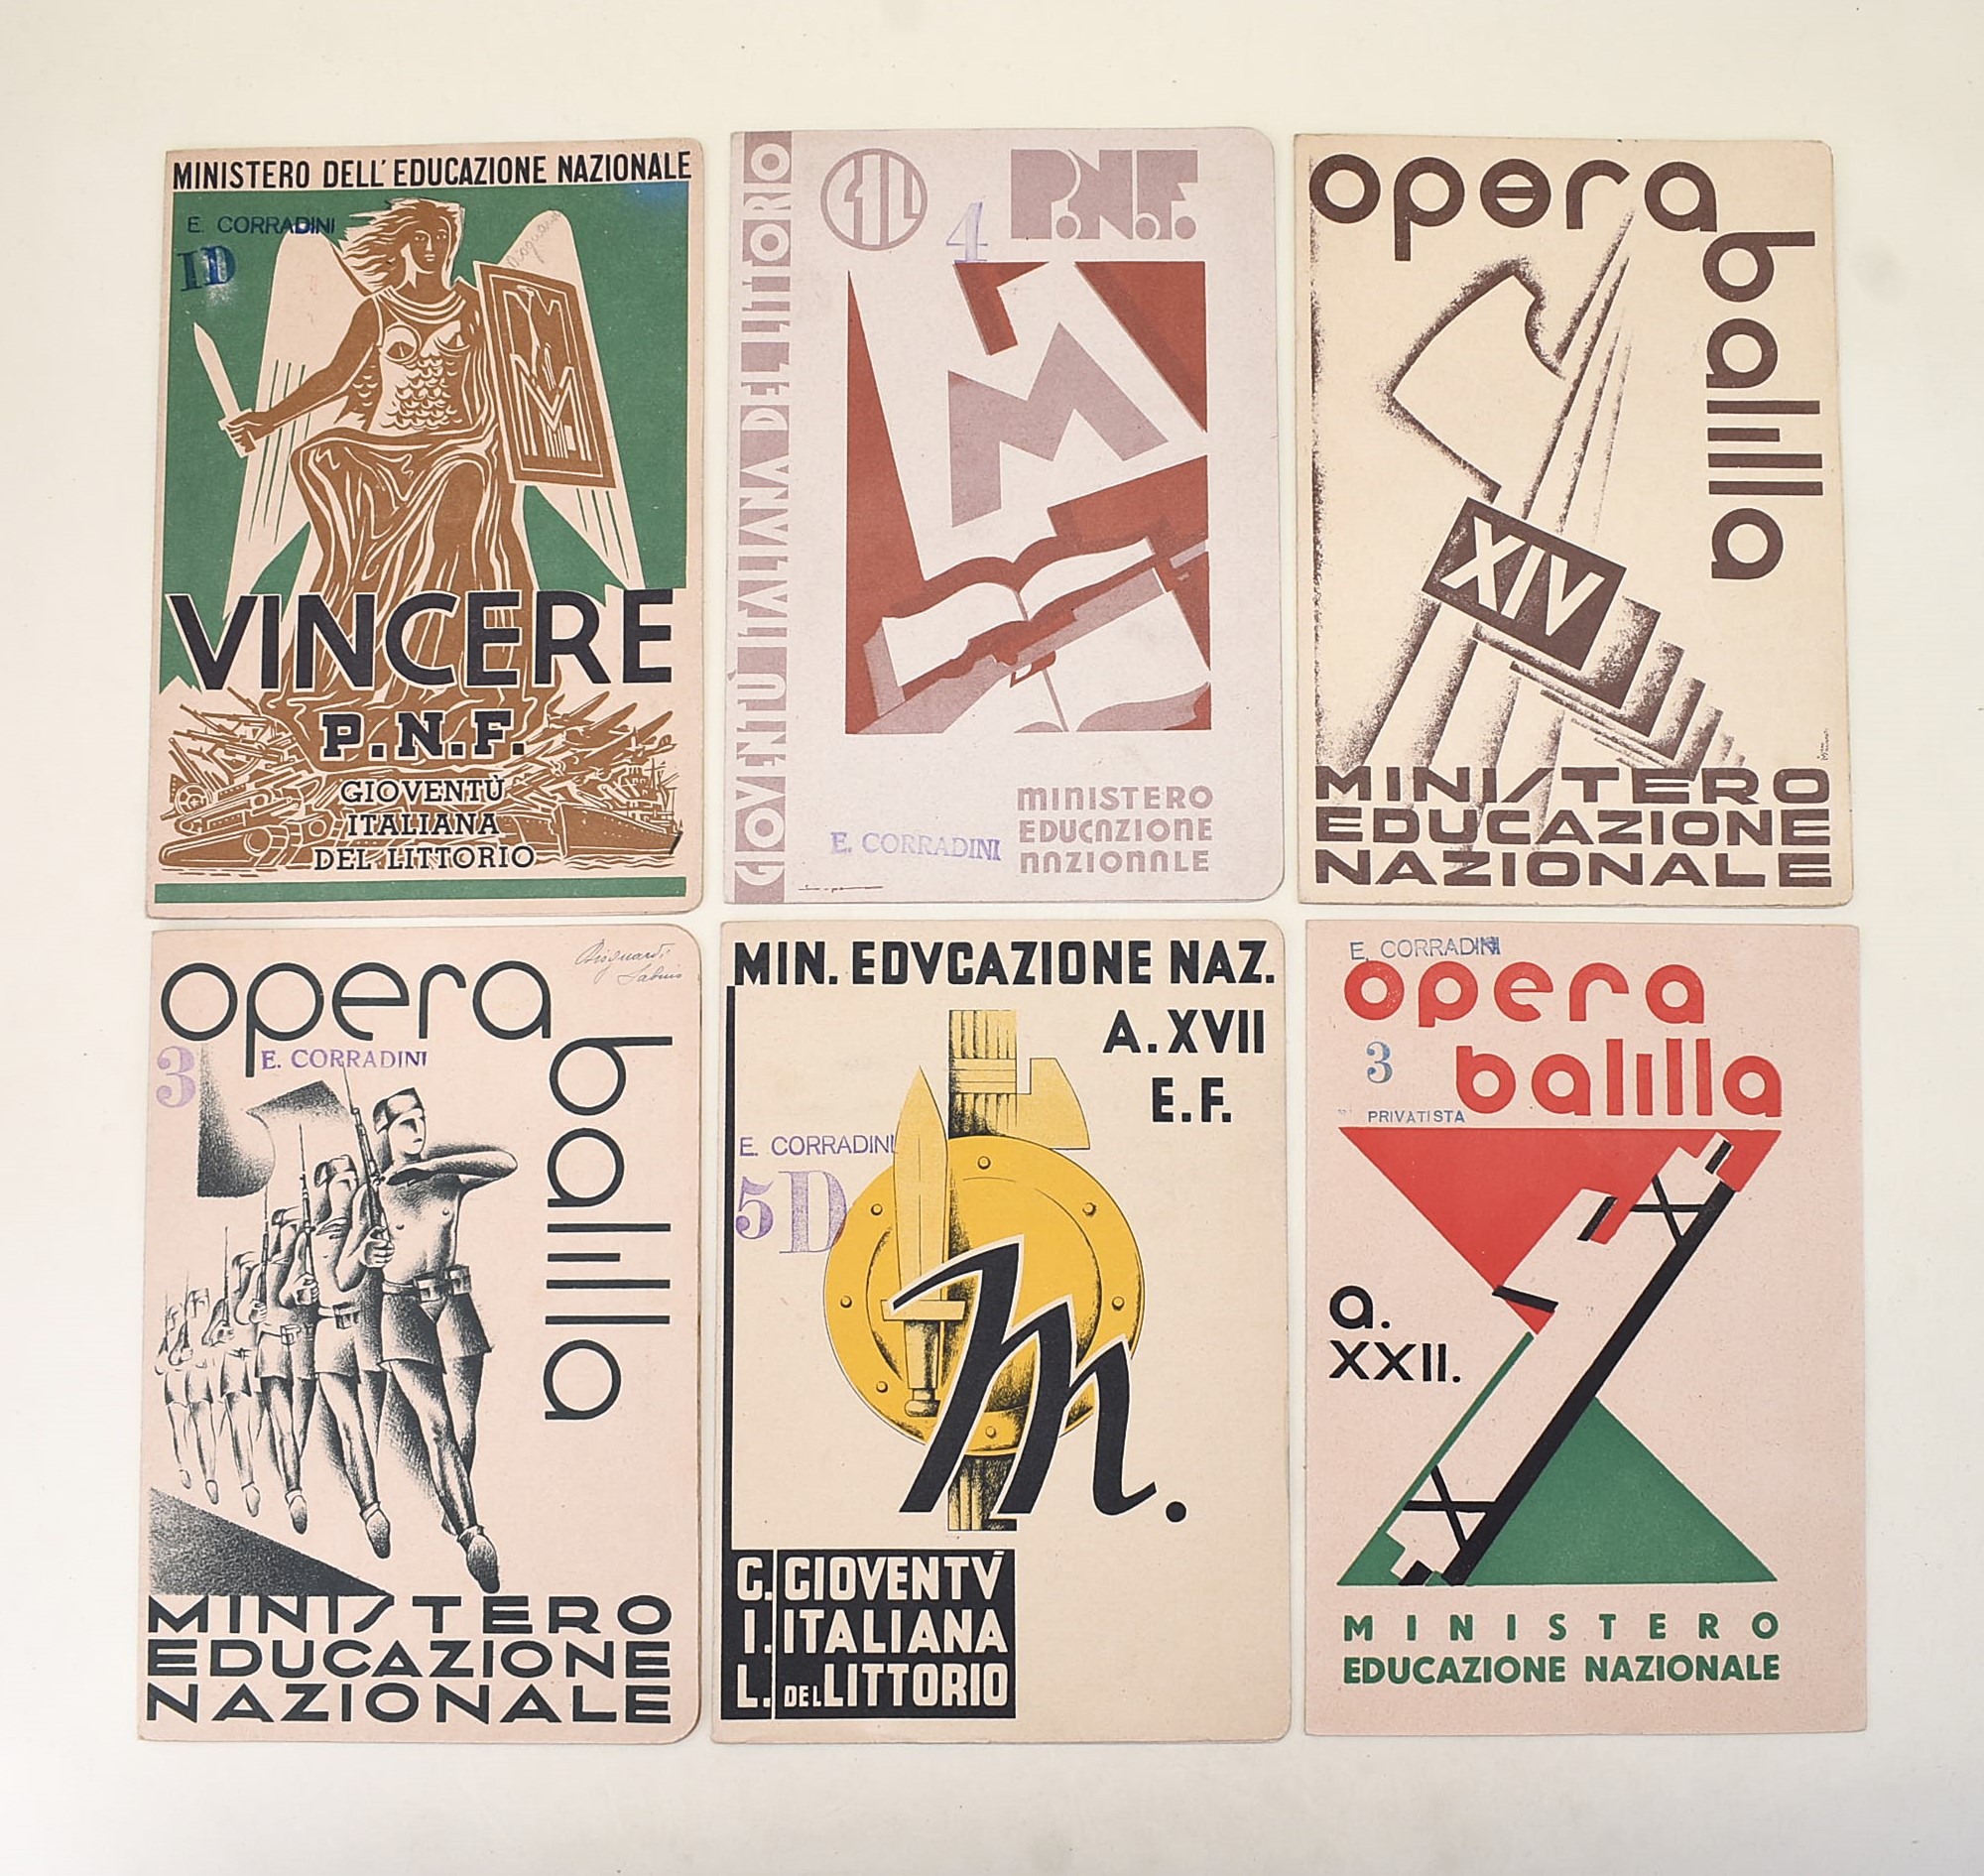 MINISTERO DELL'EDUCAZIONE NAZIONALE
E. CORRADINI
1D
M
VINCERE
P.N.F.
GIOVENTÙ
ITALIANA
DEL LITTORIO
GIOVENTÙ ITALIANA DEL LITTORIO
GIL
P.N.F.
4
M
MINISTERO
EDUCAZIONE
NAZIONALE
E. CORRADINI
opera
balilla
XIV
MINISTERO
EDUCAZIONE
NAZIONALE
opera
balilla
3
E. CORRADINI
MINISTERO
EDUCAZIONE
NAZIONALE
MIN. EDVCAZIONE NAZ.
A. XVII
E.F.
E. CORRADINI
5D
m.
G. GIOVENTÙ
I. ITALIANA
L. DEL LITTORIO
E. CORRADINI
opera
balilla
3
PRIVATISTA
a.
XXII.
MINISTERO
EDUCAZIONE NAZIONALE